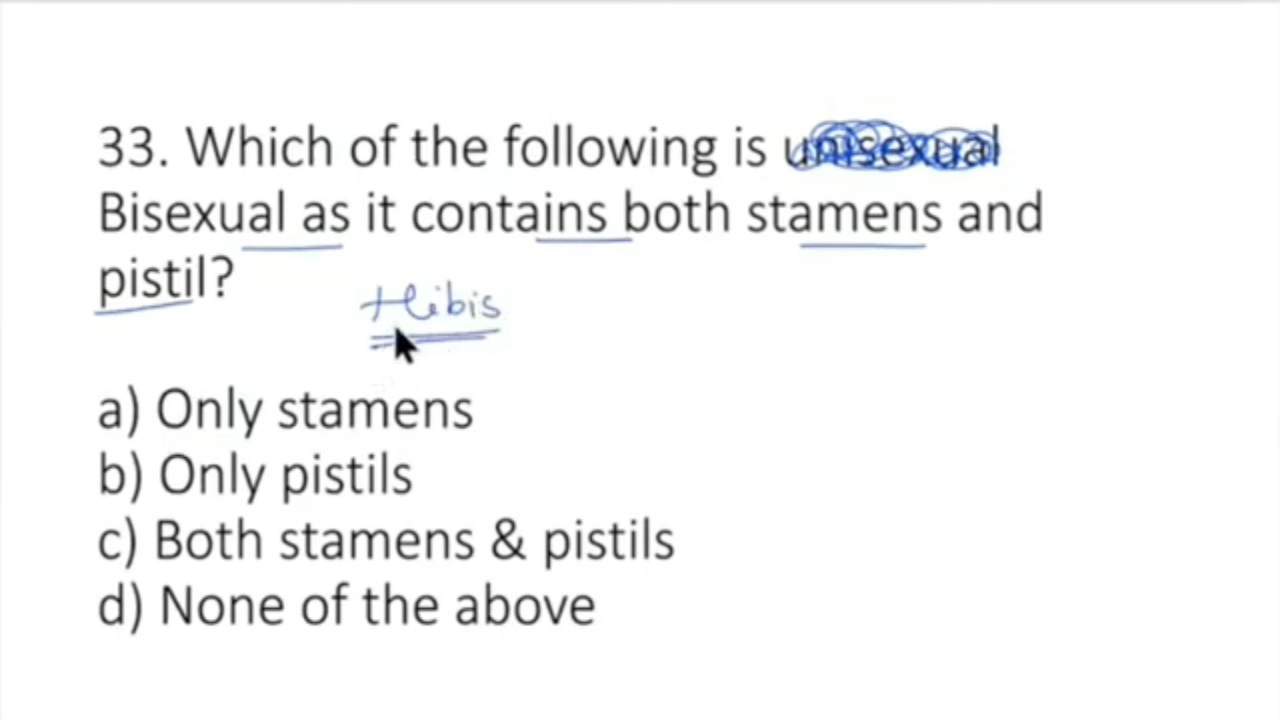 33. Which of the following is unisexual
Bisexual as it contains both stamens and
pistil?
Hibis
a) Only stamens
b) Only pistils
c) Both stamens & pistils
d) None of the above